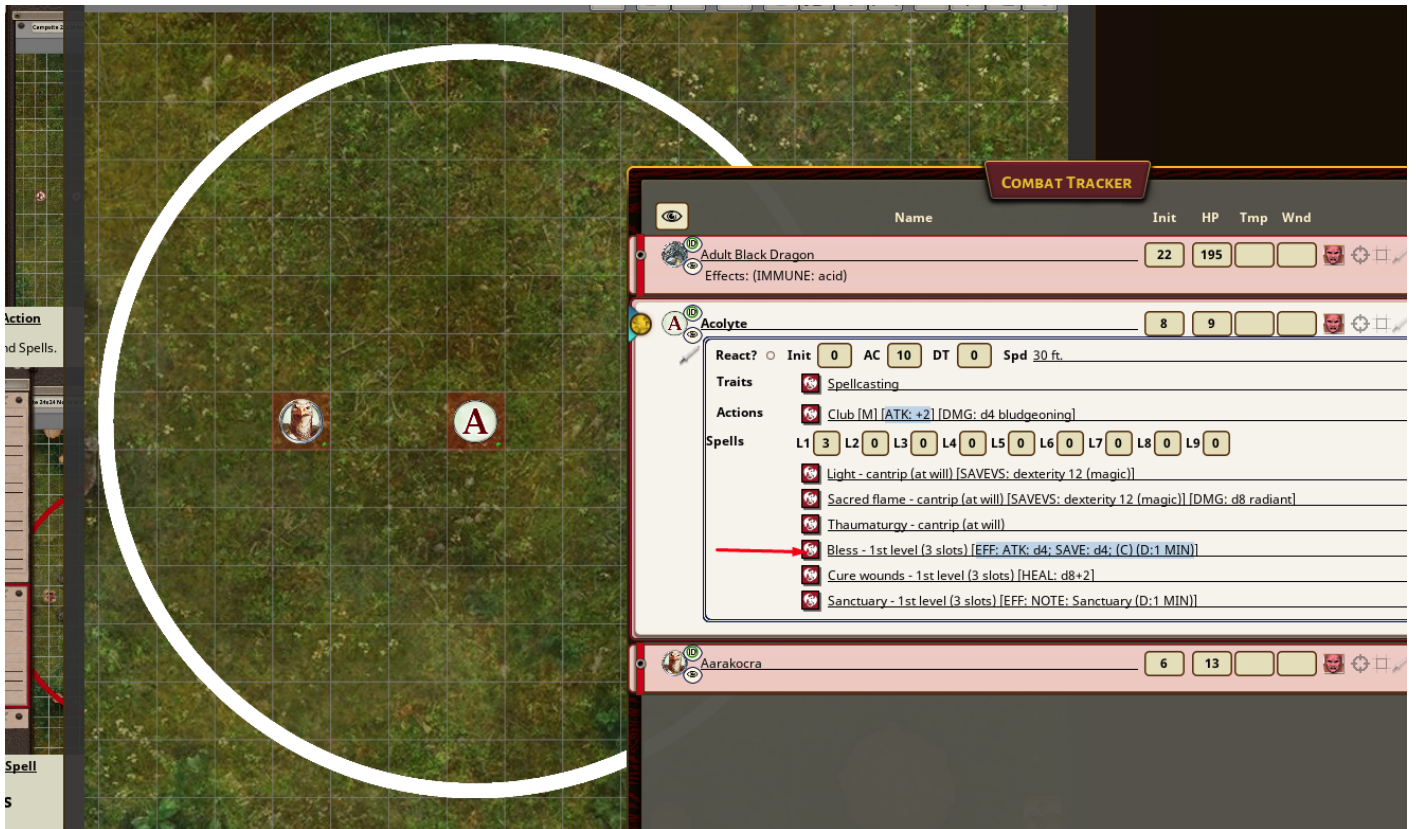 Campsite 2
Action
nd Spells.
Spell
S
A
COMBAT TRACKER
Name Init HP Tmp Wnd
ID
Adult Black Dragon 22 195
Effects: (IMMUNE: acid)
A ID
Acolyte 8 9
React? Init 0 AC 10 DT 0 Spd 30 ft.
Traits Spellcasting
Actions Club [M] [ATK: +2] [DMG: d4 bludgeoning]
Spells L1 3 L2 0 L3 0 L4 0 L5 0 L6 0 L7 0 L8 0 L9 0
Light - cantrip (at will) [SAVEVS: dexterity 12 (magic)]
Sacred flame - cantrip (at will) [SAVEVS: dexterity 12 (magic)] [DMG: d8 radiant]
Thaumaturgy - cantrip (at will)
Bless - 1st level (3 slots) [EFF: ATK: d4; SAVE: d4; (C) (D:1 MIN)]
Cure wounds - 1st level (3 slots) [HEAL: d8+2]
Sanctuary - 1st level (3 slots) [EFF: NOTE: Sanctuary (D:1 MIN)]
ID
Aarakocra 6 13